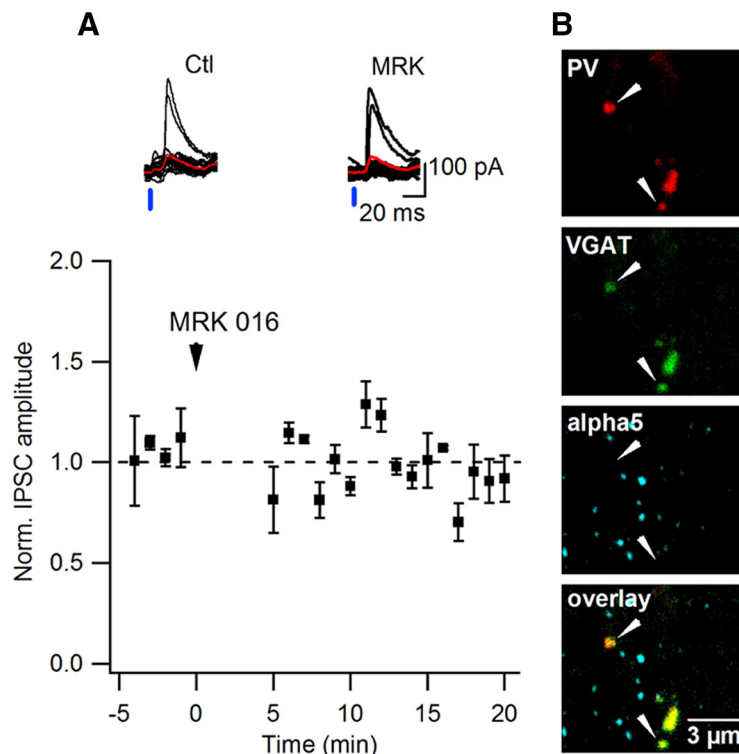 A
B
Ctl
MRK
100 pA
20 ms
2.0
1.5
1.0
0.5
0.0
MRK 016
Norm. IPSC amplitude
-5
0
5
10
15
20
Time (min)
PV
VGAT
alpha5
overlay
3 μm